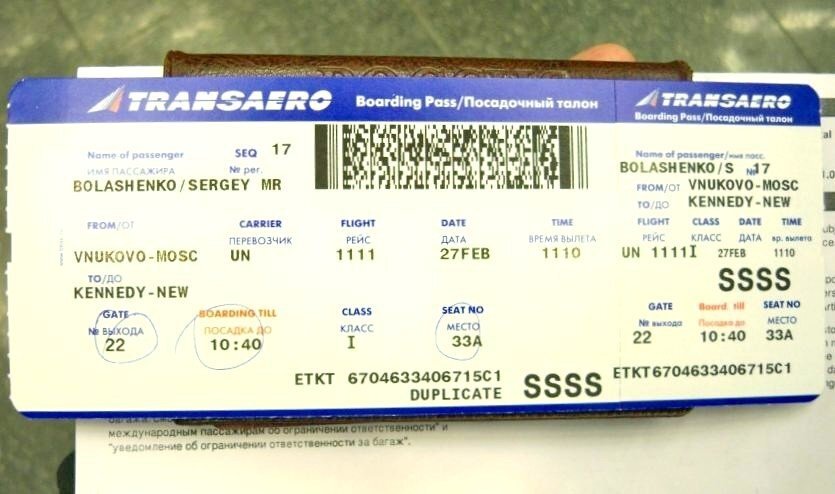 TRANSAERO Boarding Pass/Посадочный талон
Name of passenger SEQ 17
ИМЯ ПАССАЖИРА № рег.
BOLASHENKO/SERGEY MR
FROM/ОТ CARRIER FLIGHT DATE TIME
ПЕРЕВОЗЧИК РЕЙС ДАТА ВРЕМЯ ВЫЛЕТА
VNUKOVO-MOSC UN 1111 27FEB 1110
TO/ДО
KENNEDY-NEW
GATE BOARDING TILL CLASS SEAT NO
№ ВЫХОДА ПОСАДКА ДО КЛАСС МЕСТО
22 10:40 I 33A
ETKT 6704633406715C1 SSSS
DUPLICATE
TRANSAERO
Boarding Pass/Посадочный талон
Name of passenger/имя пасс.
BOLASHENKO/S № 17
FROM/ОТ VNUKOVO-MOSC
TO/ДО KENNEDY-NEW
FLIGHT CLASS DATE TIME
РЕЙС КЛАСС ДАТА вр. вылета
UN 1111I 27FEB 1110
SSSS
GATE Board. till SEAT NO
№ выхода Посадка до МЕСТО
22 10:40 33A
ETKT6704633406715C1
международным пассажирам об ограничении ответственности" и
"уведомление об ограничении ответственности за багаж".